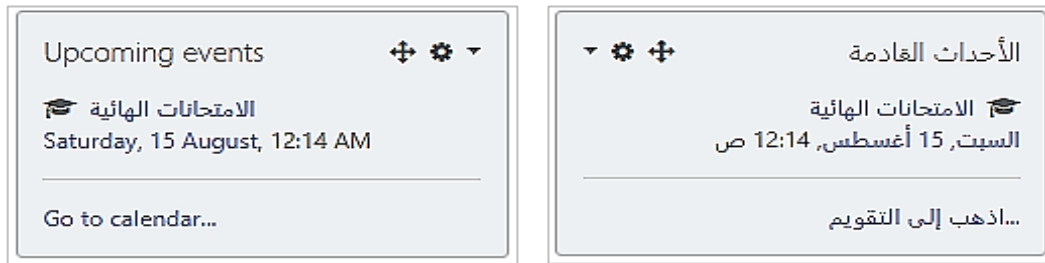 Upcoming events
الامتحانات الهائية
Saturday, 15 August, 12:14 AM
Go to calendar...
الأحداث القادمة
الامتحانات الهائية
السبت, 15 أغسطس, 12:14 ص
اذهب إلى التقويم...